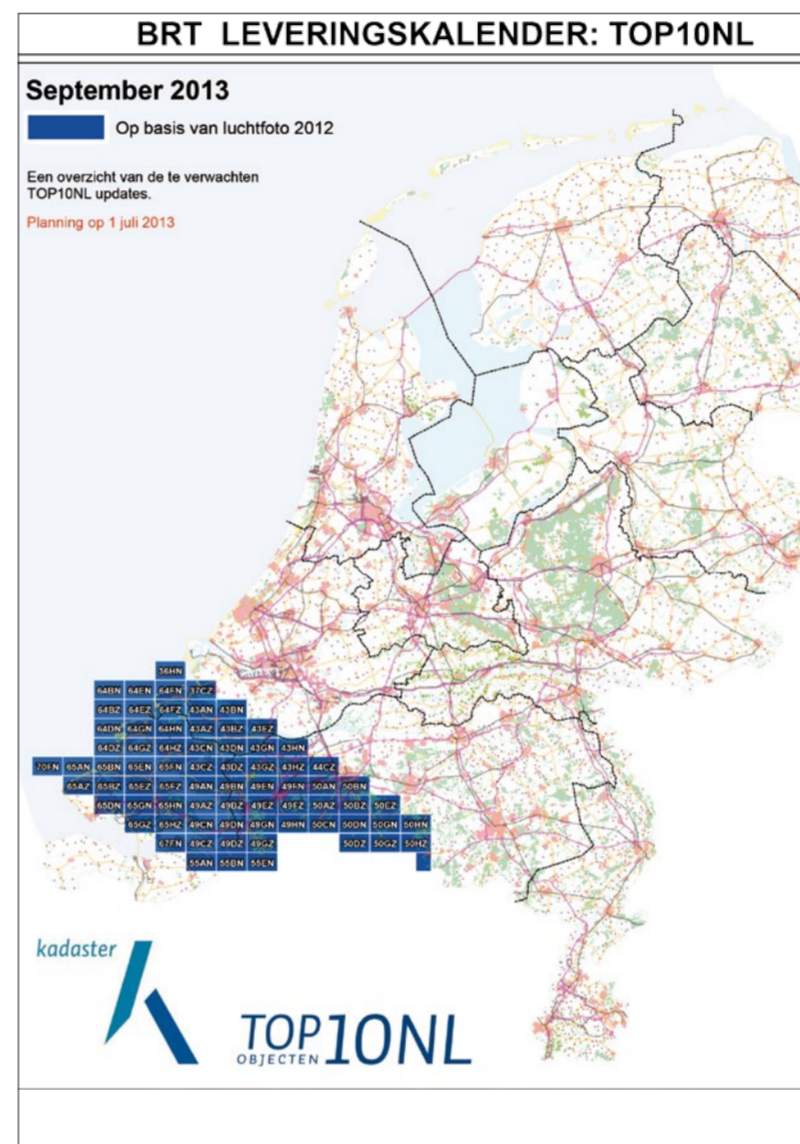 BRT LEVERINGSKALENDER: TOP10NL
September 2013
Op basis van luchtfoto 2012
Een overzicht van de te verwachten
TOP10NL updates.
Planning op 1 juli 2013
36HN
64BN 64EN 64FN 37CZ
64BZ 64EZ 64FZ 43AN 43BN
64DN 64GN 64HN 43AZ 43BZ 43EZ
64DZ 64GZ 64HZ 43CN 43DN 43GN 43HN
70FN 65AN 65BN 65EN 65FN 43CZ 43DZ 43GZ 43HZ 44CZ
65AZ 65BZ 65EZ 65FZ 49AN 49BN 49EN 49FN 50AN 50BN
65DN 65GN 65HN 49AZ 49BZ 49EZ 49FZ 50AZ 50BZ 50EZ
65GZ 65HZ 49CN 49DN 49GN 49HN 50CN 50DN 50GN 50HN
67FN 49CZ 49DZ 49GZ 50DZ 50GZ 50HZ
55AN 55BN 55EN
kadaster
TOP10NL
OBJECTEN